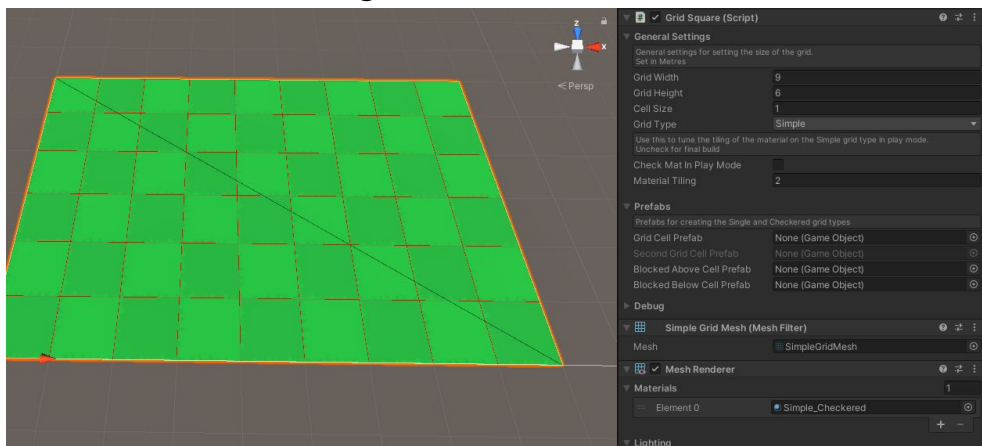 z
x
< Persp
Grid Square (Script)
General Settings
General settings for setting the size of the grid.
Set in Metres
Grid Width 9
Grid Height 6
Cell Size 1
Grid Type Simple
Use this to tune the tiling of the material on the Simple grid type in play mode.
Uncheck for final build
Check Mat In Play Mode
Material Tiling 2
Prefabs
Prefabs for creating the Single and Checkered grid types
Grid Cell Prefab None (Game Object)
Second Grid Cell Prefab None (Game Object)
Blocked Above Cell Prefab None (Game Object)
Blocked Below Cell Prefab None (Game Object)
Debug
Simple Grid Mesh (Mesh Filter)
Mesh SimpleGridMesh
Mesh Renderer
Materials 1
Element 0 Simple_Checkered
Lighting